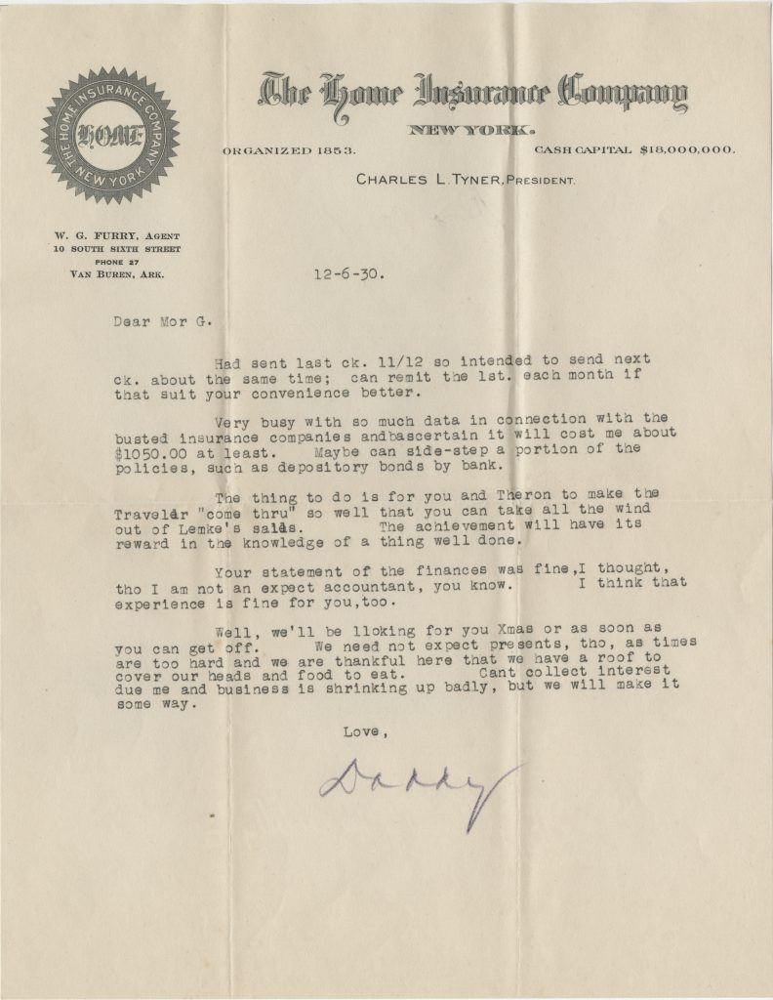 The Home Insurance Company
NEW YORK.
ORGANIZED 1853. CASH CAPITAL $18,000,000.
CHARLES L. TYNER, PRESIDENT.
THE HOME INSURANCE COMPANY
HOME
NEW YORK
W. G. FURRY, AGENT
10 SOUTH SIXTH STREET
PHONE 27
VAN BUREN, ARK.
12-6-30.
Dear Mor G.
Had sent last ck. 11/12 so intended to send next
ck. about the same time; can remit the 1st. each month if
that suit your convenience better.
Very busy with so much data in connection with the
busted insurance companies andbascertain it will cost me about
$1050.00 at least. Maybe can side-step a portion of the
policies, such as depository bonds by bank.
The thing to do is for you and Theron to make the
"come thru" so well that you can take all the wind
out of Lemke's The achievement will have its
reward in the knowledge of a thing well done.
Your statement of the finances was fine,I thought,
tho I am not an expect accountant, you know. I think that
experience is fine for you,too.
Well, we'll be lloking for you Xmas or as soon as
you can get off. We need not expect presents, tho, as times
are too hard and we are thankful here that we have a roof to
cover our heads and food to eat. Cant collect interest
due me and business is shrinking up badly, but we will make it
some way.
Love,
Daddy